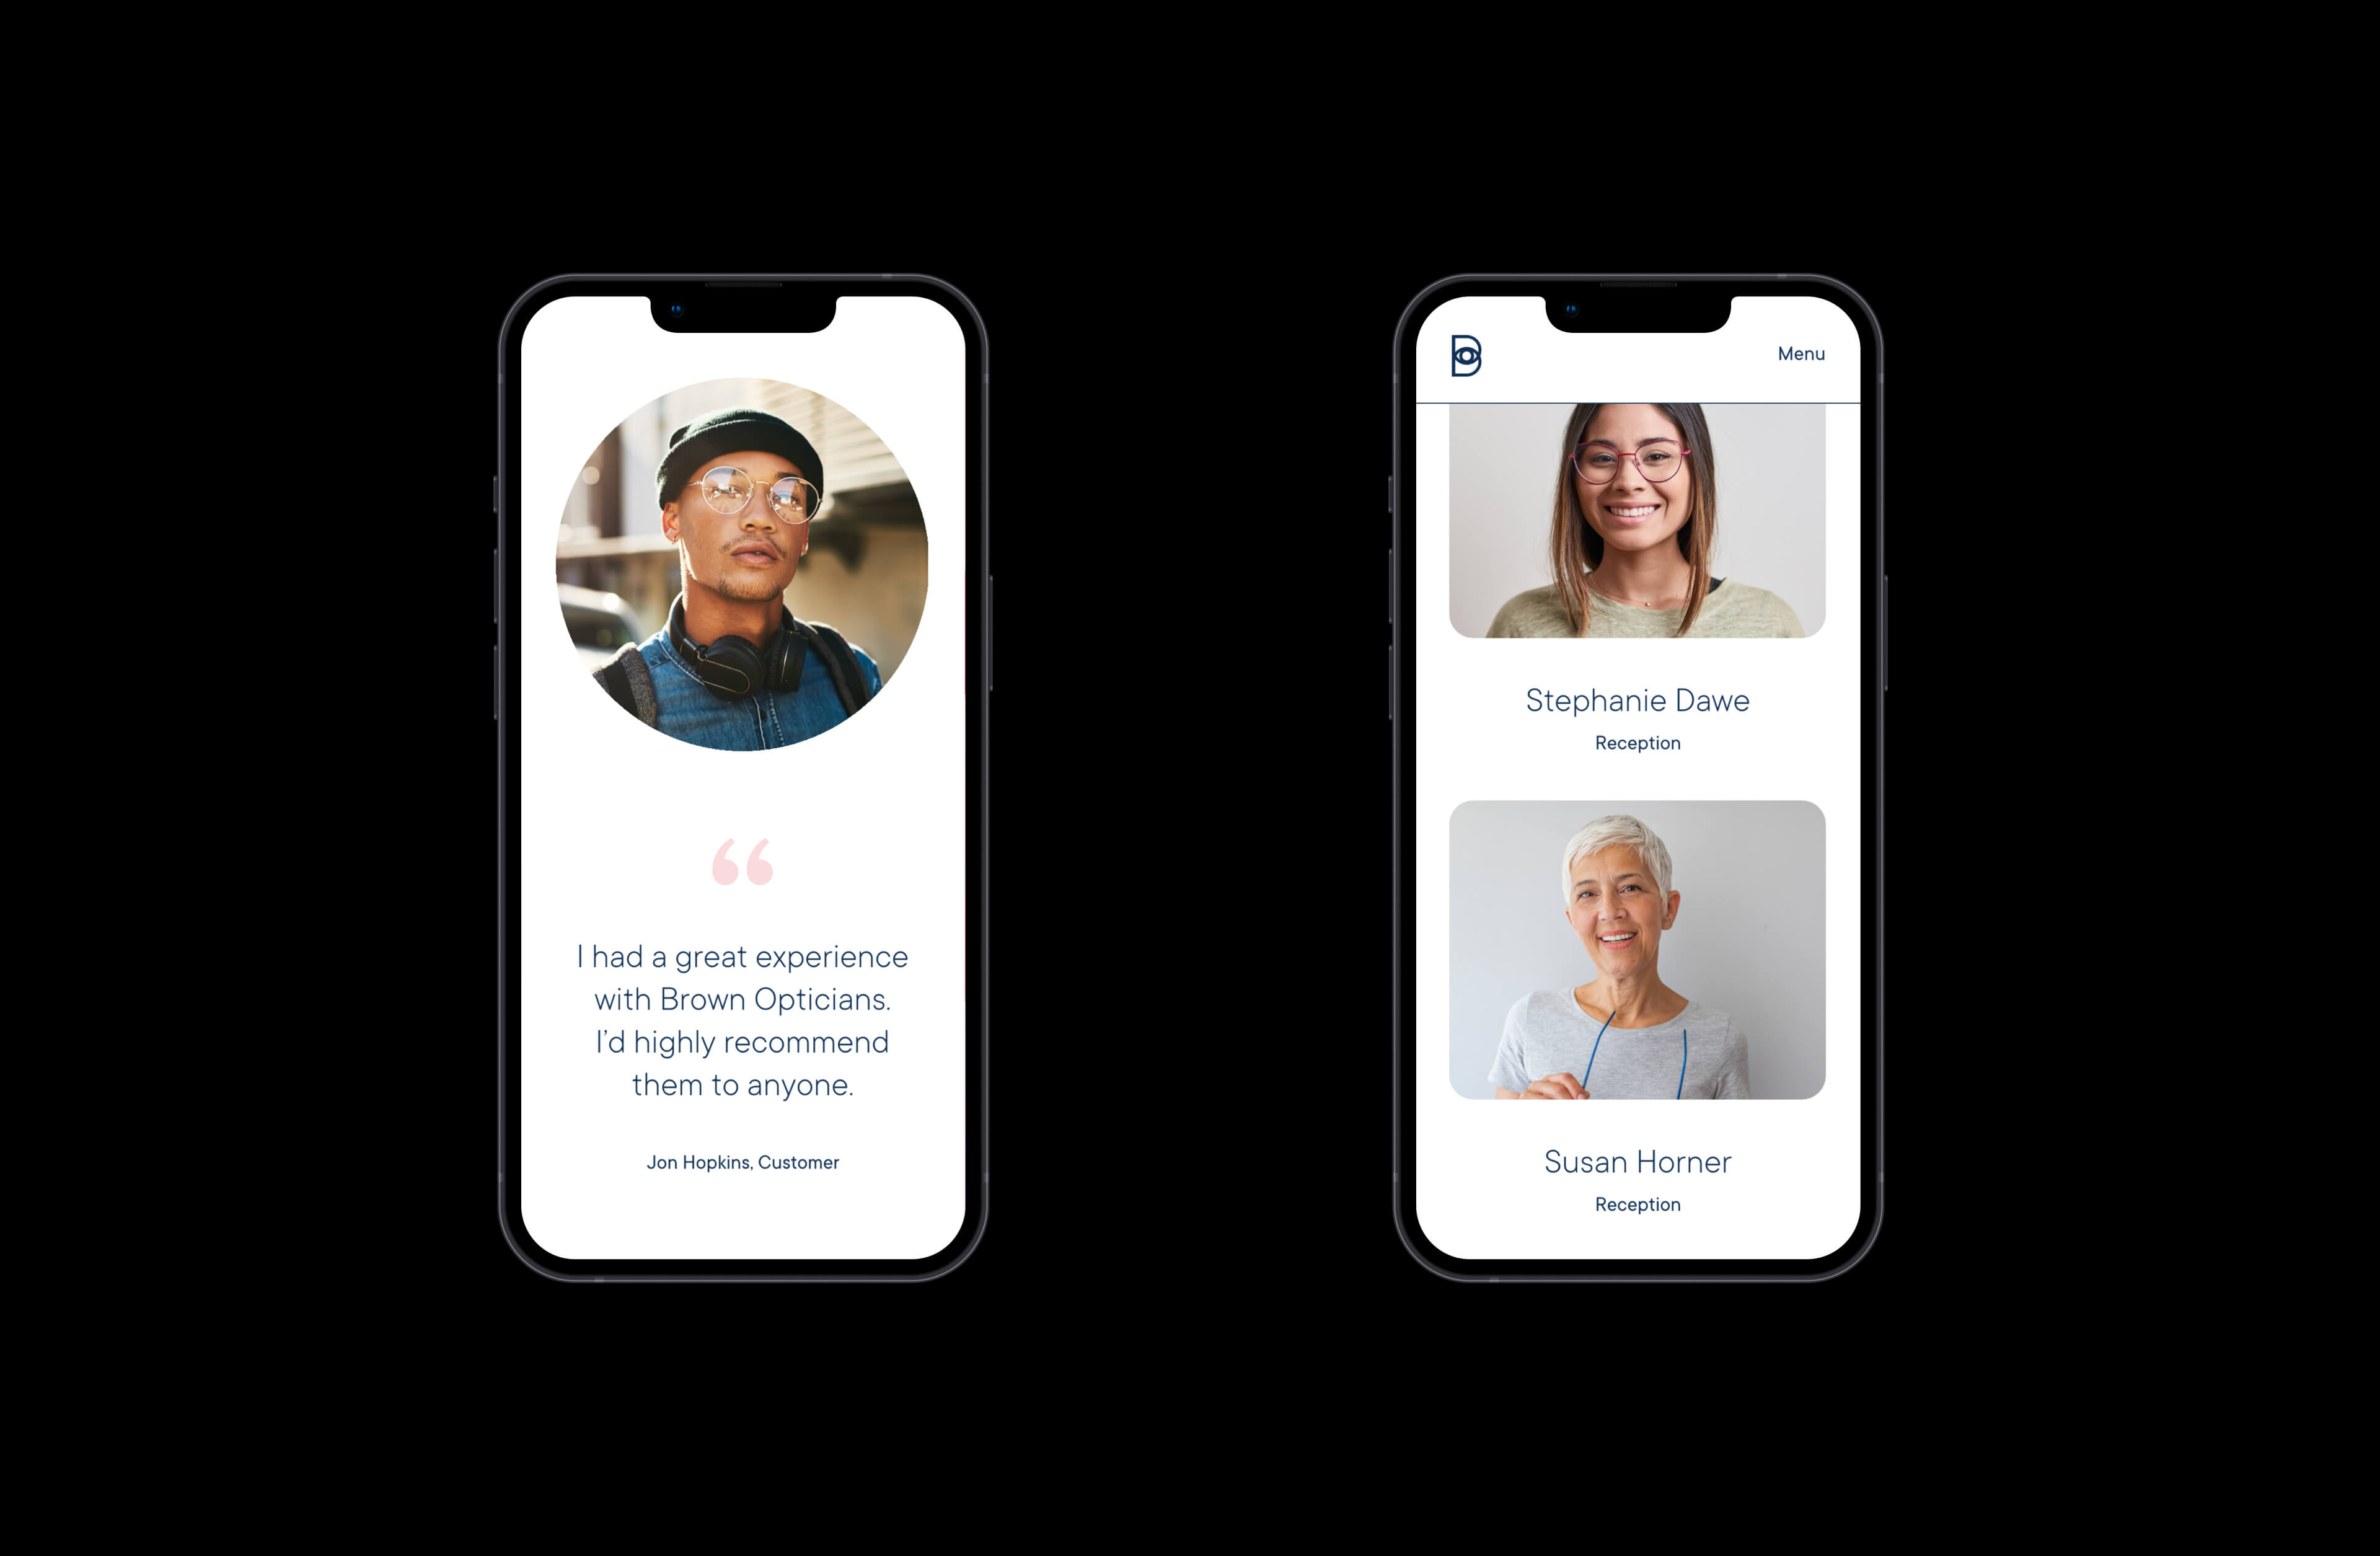 “
I had a great experience
with Brown Opticians.
I’d highly recommend
them to anyone.
Jon Hopkins, Customer
B
Menu
Stephanie Dawe
Reception
Susan Horner
Reception